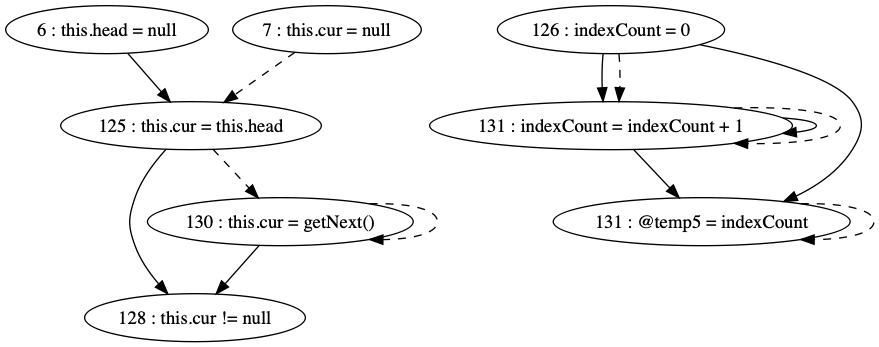 6 : this.head = null
7 : this.cur = null
126 : indexCount = 0
125 : this.cur = this.head
131 : indexCount = indexCount + 1
130 : this.cur = getNext()
131 : @temp5 = indexCount
128 : this.cur != null